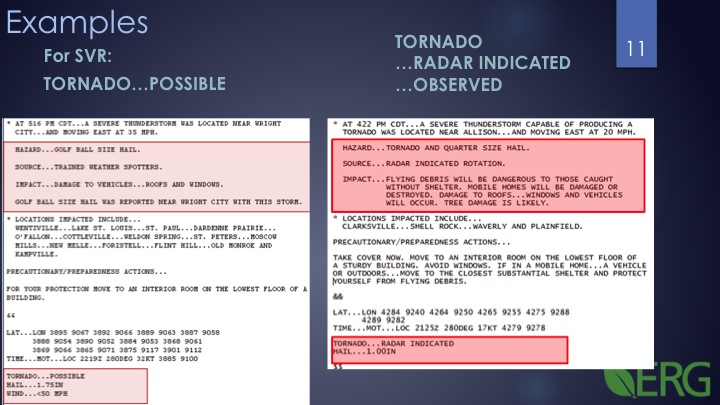 Examples
For SVR:
TORNADO...POSSIBLE
TORNADO
...RADAR INDICATED
...OBSERVED
11
* AT 516 PM CDT...A SEVERE THUNDERSTORM WAS LOCATED NEAR WRIGHT
CITY...AND MOVING EAST AT 35 MPH.
HAZARD...GOLF BALL SIZE HAIL.
SOURCE...TRAINED WEATHER SPOTTERS.
IMPACT...DAMAGE TO VEHICLES...ROOFS AND WINDOWS.
GOLF BALL SIZE HAIL WAS REPORTED NEAR WRIGHT CITY WITH THIS STORM.
* LOCATIONS IMPACTED INCLUDE...
WENTZVILLE...LAKE ST. LOUIS...ST. PAUL...DARDENNE PRAIRIE...
O'FALLON...COTTLEVILLE...WELDON SPRING...ST. PETERS...MOSCOW
MILLS...NEW MELLE...FORISTELL...FLINT HILL...OLD MONROE AND
KAMPVILLE.
PRECAUTIONARY/PREPAREDNESS ACTIONS...
FOR YOUR PROTECTION MOVE TO AN INTERIOR ROOM ON THE LOWEST FLOOR OF A
BUILDING.
&&
LAT...LON 3895 9067 3892 9066 3889 9063 3887 9058
3888 9054 3890 9052 3884 9053 3868 9061
3869 9066 3865 9071 3875 9117 3901 9112
TIME...MOT...LOC 2219Z 280DEG 32KT 3885 9100
TORNADO...POSSIBLE
HAIL...1.75IN
WIND...<50 MPH
* AT 422 PM CDT...A SEVERE THUNDERSTORM CAPABLE OF PRODUCING A
TORNADO WAS LOCATED NEAR ALLISON...AND MOVING EAST AT 20 MPH.
HAZARD...TORNADO AND QUARTER SIZE HAIL.
SOURCE...RADAR INDICATED ROTATION.
IMPACT...FLYING DEBRIS WILL BE DANGEROUS TO THOSE CAUGHT
WITHOUT SHELTER. MOBILE HOMES WILL BE DAMAGED OR
DESTROYED. DAMAGE TO ROOFS...WINDOWS AND VEHICLES
WILL OCCUR. TREE DAMAGE IS LIKELY.
* LOCATIONS IMPACTED INCLUDE...
CLARKSVILLE...SHELL ROCK...WAVERLY AND PLAINFIELD.
PRECAUTIONARY/PREPAREDNESS ACTIONS...
TAKE COVER NOW. MOVE TO AN INTERIOR ROOM ON THE LOWEST FLOOR OF
A STURDY BUILDING. AVOID WINDOWS. IF IN A MOBILE HOME...A VEHICLE
OR OUTDOORS...MOVE TO THE CLOSEST SUBSTANTIAL SHELTER AND PROTECT
YOURSELF FROM FLYING DEBRIS.
&&
LAT...LON 4284 9240 4264 9250 4265 9255 4275 9288
4289 9282
TIME...MOT...LOC 2125Z 280DEG 17KT 4279 9278
TORNADO...RADAR INDICATED
HAIL...1.00IN
$$
ERG